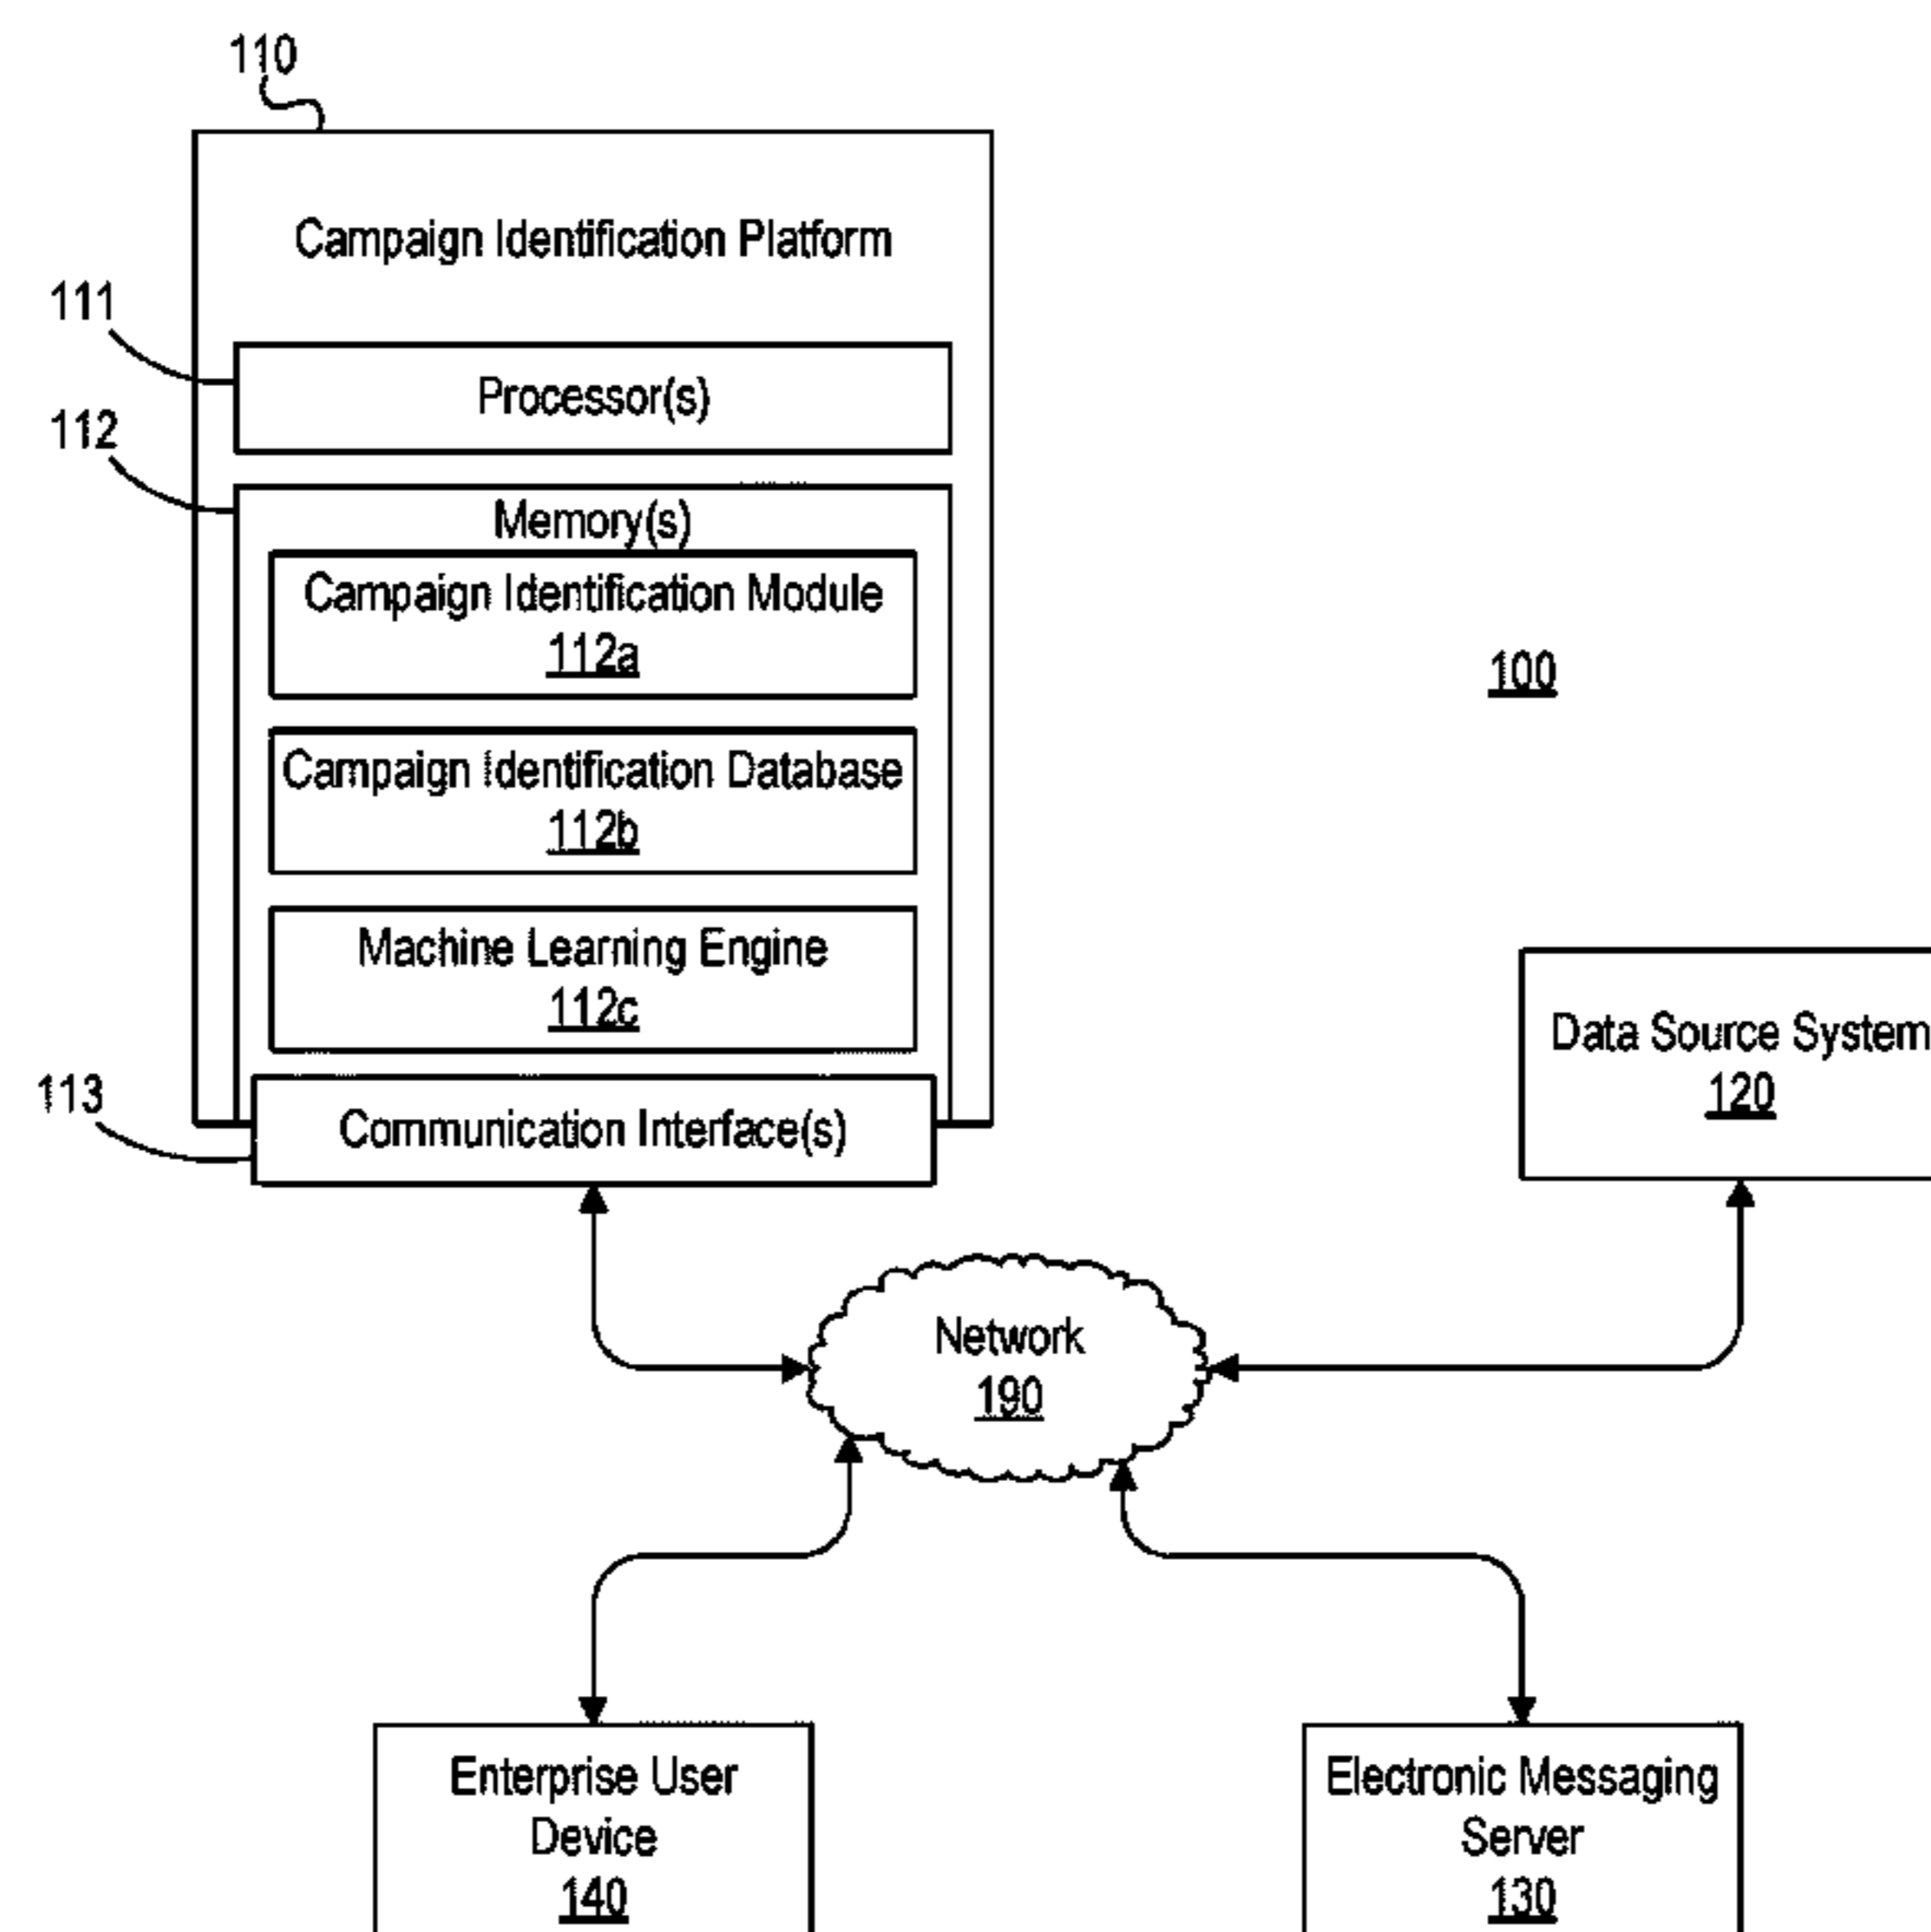 110
Campaign Identification Platform
111
Processor(s)
112
Memory(s)
Campaign Identification Module
112a
100
Campaign Identification Database
112b
Machine Learning Engine
112c
Data Source System
120
113
Communication Interface(s)
Network
190
Enterprise User
Device
140
Electronic Messaging
Server
130